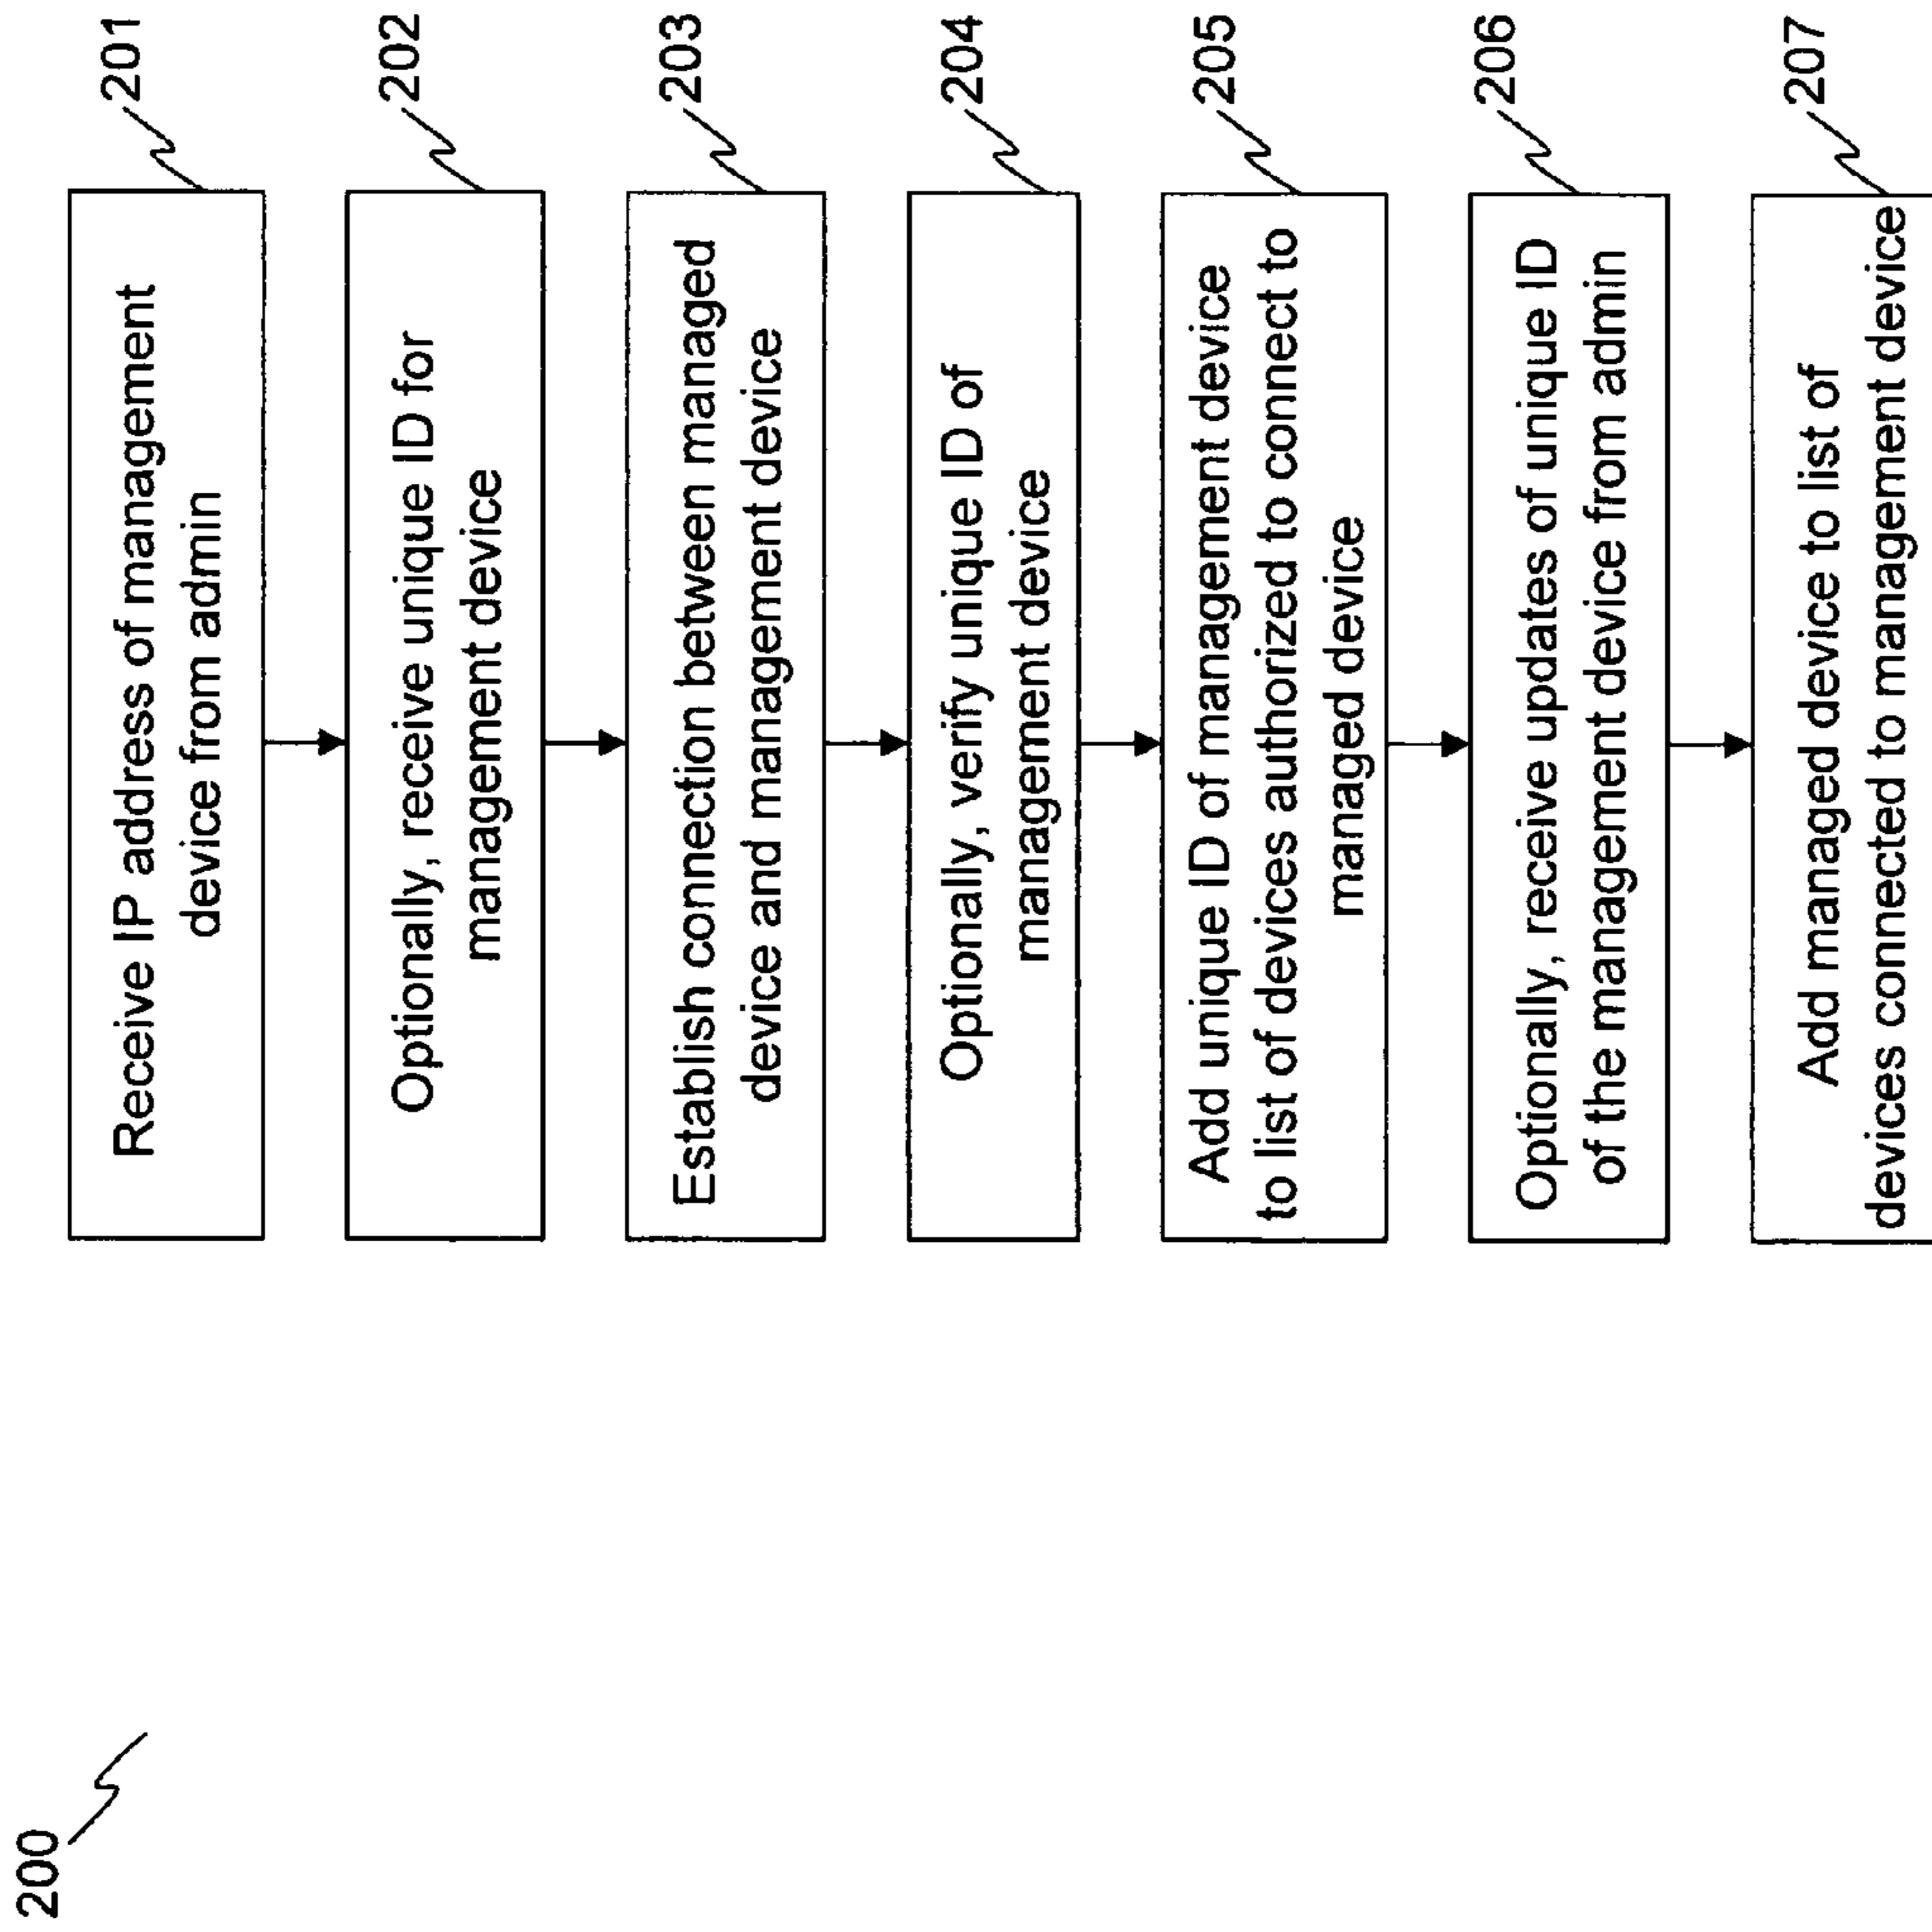 200
Receive IP address of management
device from admin
201
Optionally, receive unique ID for
management device
202
Establish connection between managed
device and management device
203
Optionally, verify unique ID of
management device
204
Add unique ID of management device
to list of devices authorized to connect to
managed device
205
Optionally, receive updates of unique ID
of the management device from admin
206
Add managed device to list of
devices connected to management device
207